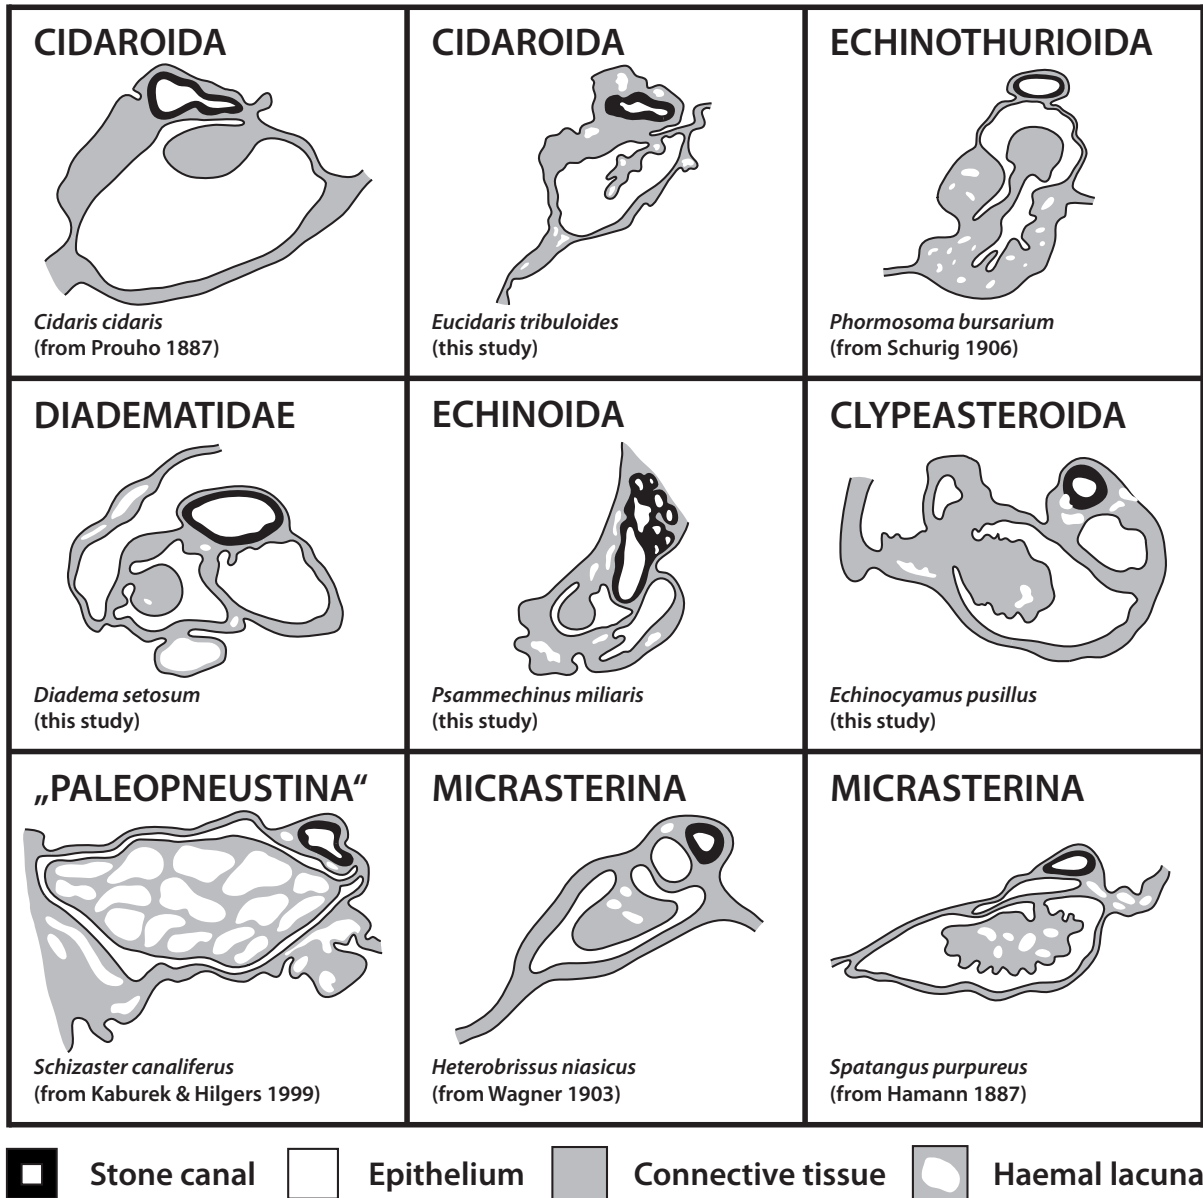 CIDAROIDA
Cidaris cidaris
(from Prouho 1887)
CIDAROIDA
Eucidaris tribuloides
(this study)
ECHINOTHURIOIDA
Phormosoma bursarium
(from Schurig 1906)
DIADEMATIDAE
Diadema setosum
(this study)
ECHINOIDA
Psammechinus miliaris
(this study)
CLYPEASTEROIDA
Echinocyamus pusillus
(this study)
„PALEOPNEUSTINA“
Schizaster canaliferus
(from Kaburek & Hilgers 1999)
MICRASTERINA
Heterobrissus niasicus
(from Wagner 1903)
MICRASTERINA
Spatangus purpureus
(from Hamann 1887)
Stone canal Epithelium Connective tissue Haemal lacuna